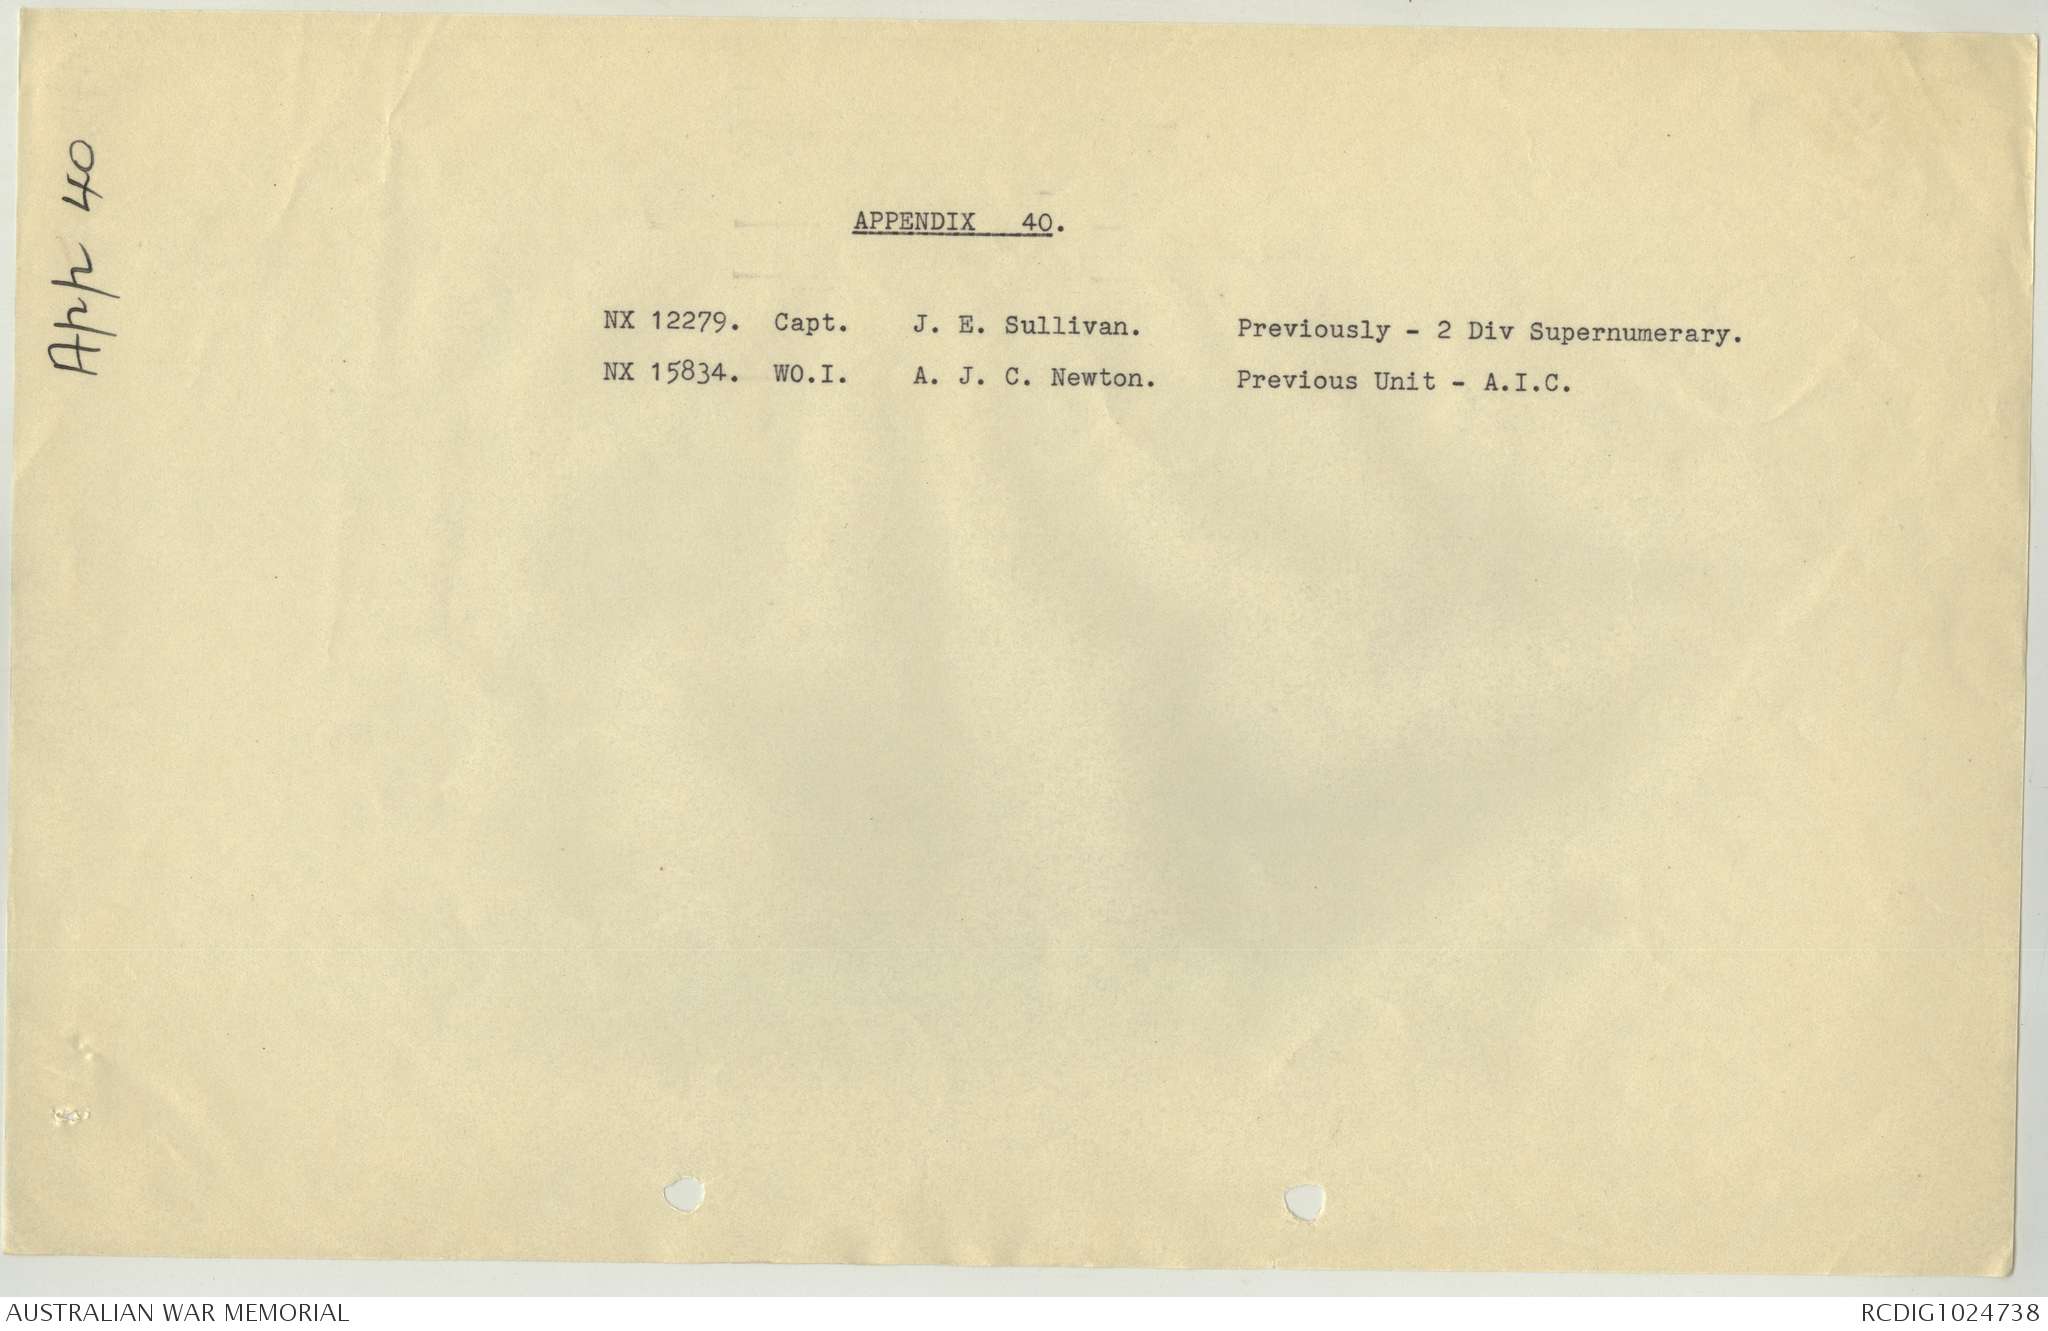 App 40
APPENDIX 40.
NX 12279. Capt. J. E. Sullivan. Previously - 2 Div Supernumerary.
NX 15834. WO.I. A. J. C. Newton. Previous Unit - A.I.C.
AUSTRALIAN WAR MEMORIAL RCDIG1024738